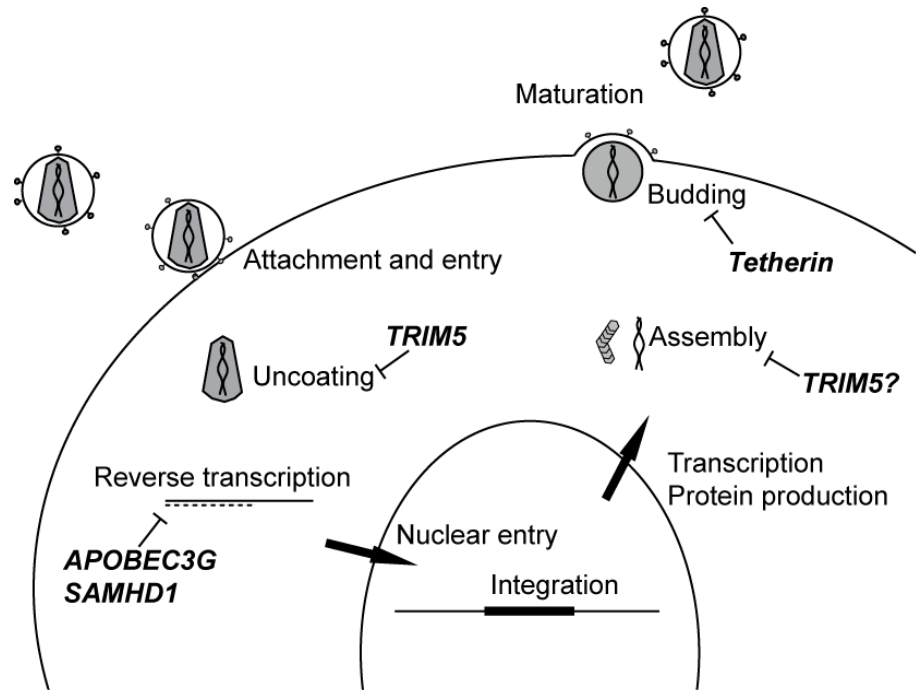 Maturation
Budding
Tetherin
Attachment and entry
TRIM5
Uncoating
Assembly
TRIM5?
Reverse transcription
APOBEC3G
SAMHD1
Nuclear entry
Integration
Transcription
Protein production